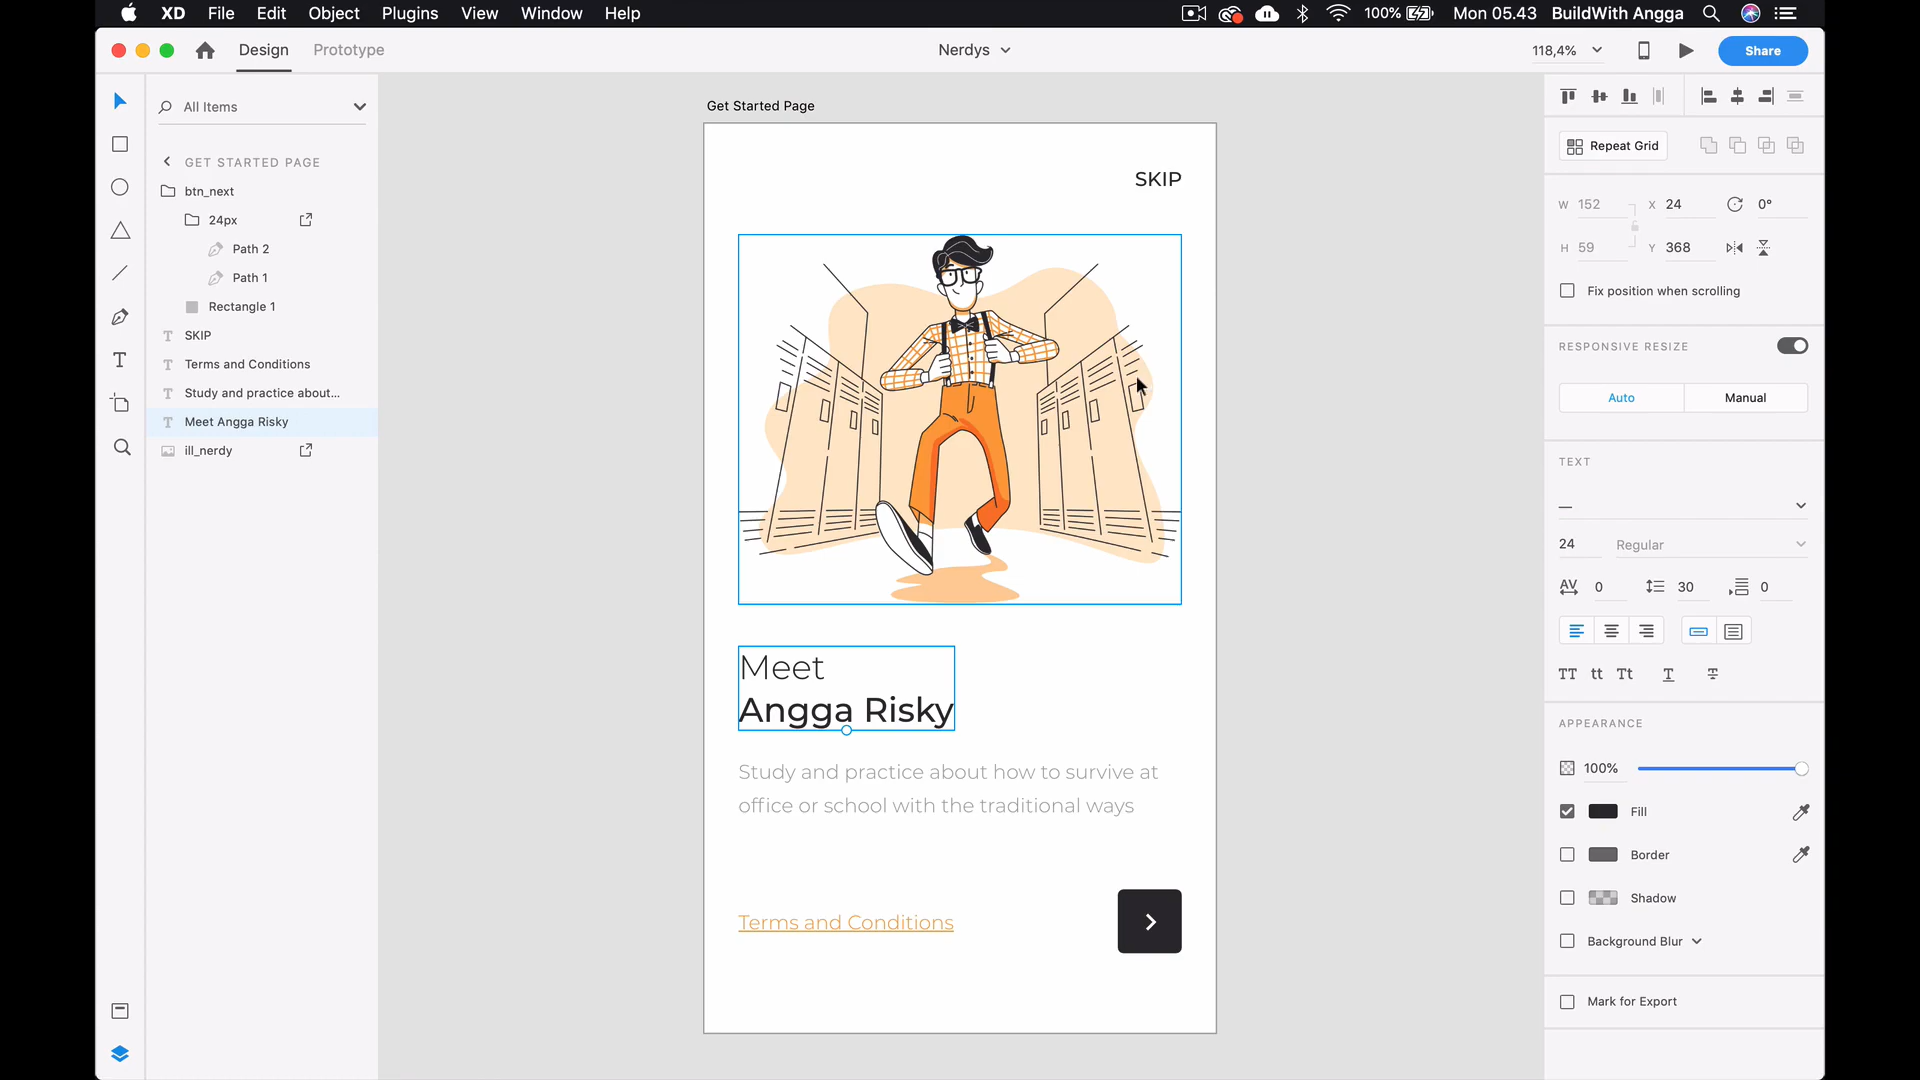 XD File Edit Object Plugins View Window Help
100% Mon 05.43 BuildWith Angga
Design Prototype
Nerdys
118,4%
Share
All Items
GET STARTED PAGE
btn_next
24px
Path 2
Path 1
Rectangle 1
SKIP
Terms and Conditions
Study and practice about...
Meet Angga Risky
ill_nerdy
Get Started Page
SKIP
Meet
Angga Risky
Study and practice about how to survive at
office or school with the traditional ways
Terms and Conditions
Repeat Grid
W 152 X 24 0°
H 59 Y 368
Fix position when scrolling
RESPONSIVE RESIZE
Auto Manual
TEXT
—
24 Regular
AV 0 30 0
TT tt Tt T T
APPEARANCE
100%
Fill
Border
Shadow
Background Blur
Mark for Export